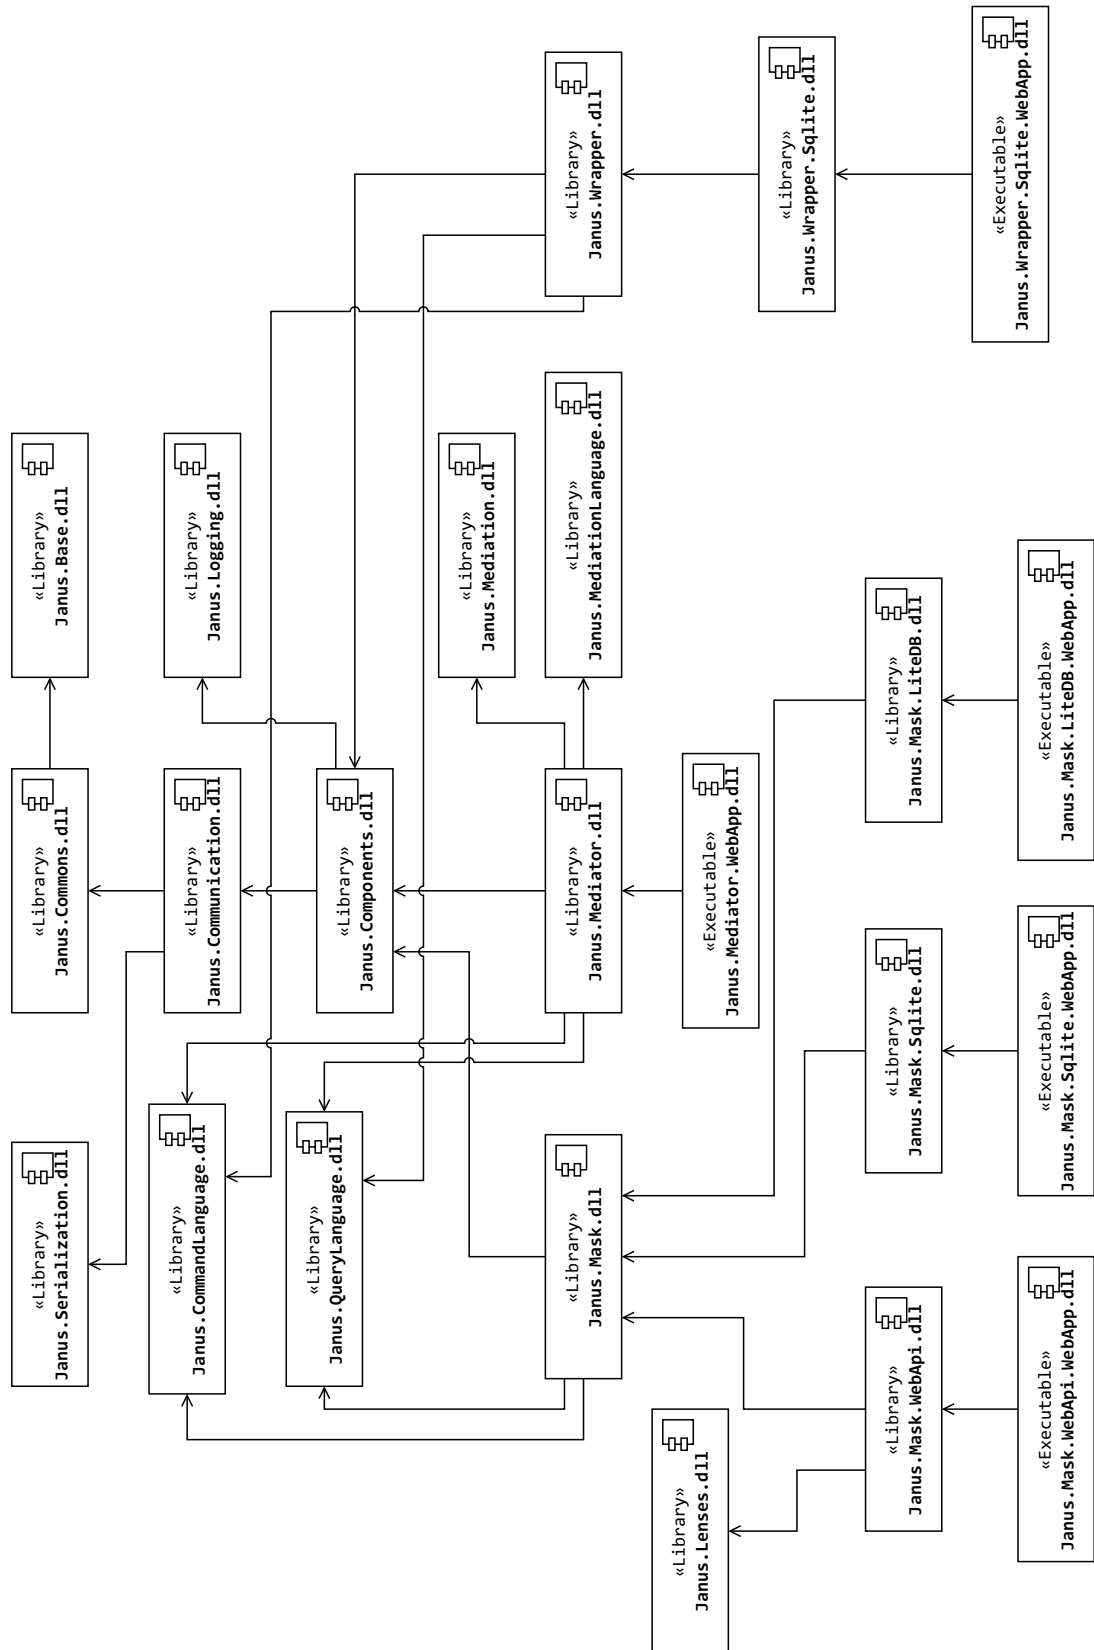 «Library»
Janus.Serialization.dll
«Library»
Janus.Commons.dll
«Library»
Janus.Base.dll
«Library»
Janus.CommandLanguage.dll
«Library»
Janus.Communication.dll
«Library»
Janus.Logging.dll
«Library»
Janus.QueryLanguage.dll
«Library»
Janus.Components.dll
«Library»
Janus.Mediation.dll
«Library»
Janus.Mask.dll
«Library»
Janus.Mediator.dll
«Library»
Janus.MediationLanguage.dll
«Library»
Janus.Wrapper.dll
«Library»
Janus.Lenses.dll
«Executable»
Janus.Mediator.WebApp.dll
«Library»
Janus.Wrapper.Sqlite.dll
«Library»
Janus.Mask.WebApi.dll
«Library»
Janus.Mask.Sqlite.dll
«Library»
Janus.Mask.LiteDB.dll
«Executable»
Janus.Wrapper.Sqlite.WebApp.dll
«Executable»
Janus.Mask.WebApi.WebApp.dll
«Executable»
Janus.Mask.Sqlite.WebApp.dll
«Executable»
Janus.Mask.LiteDB.WebApp.dll